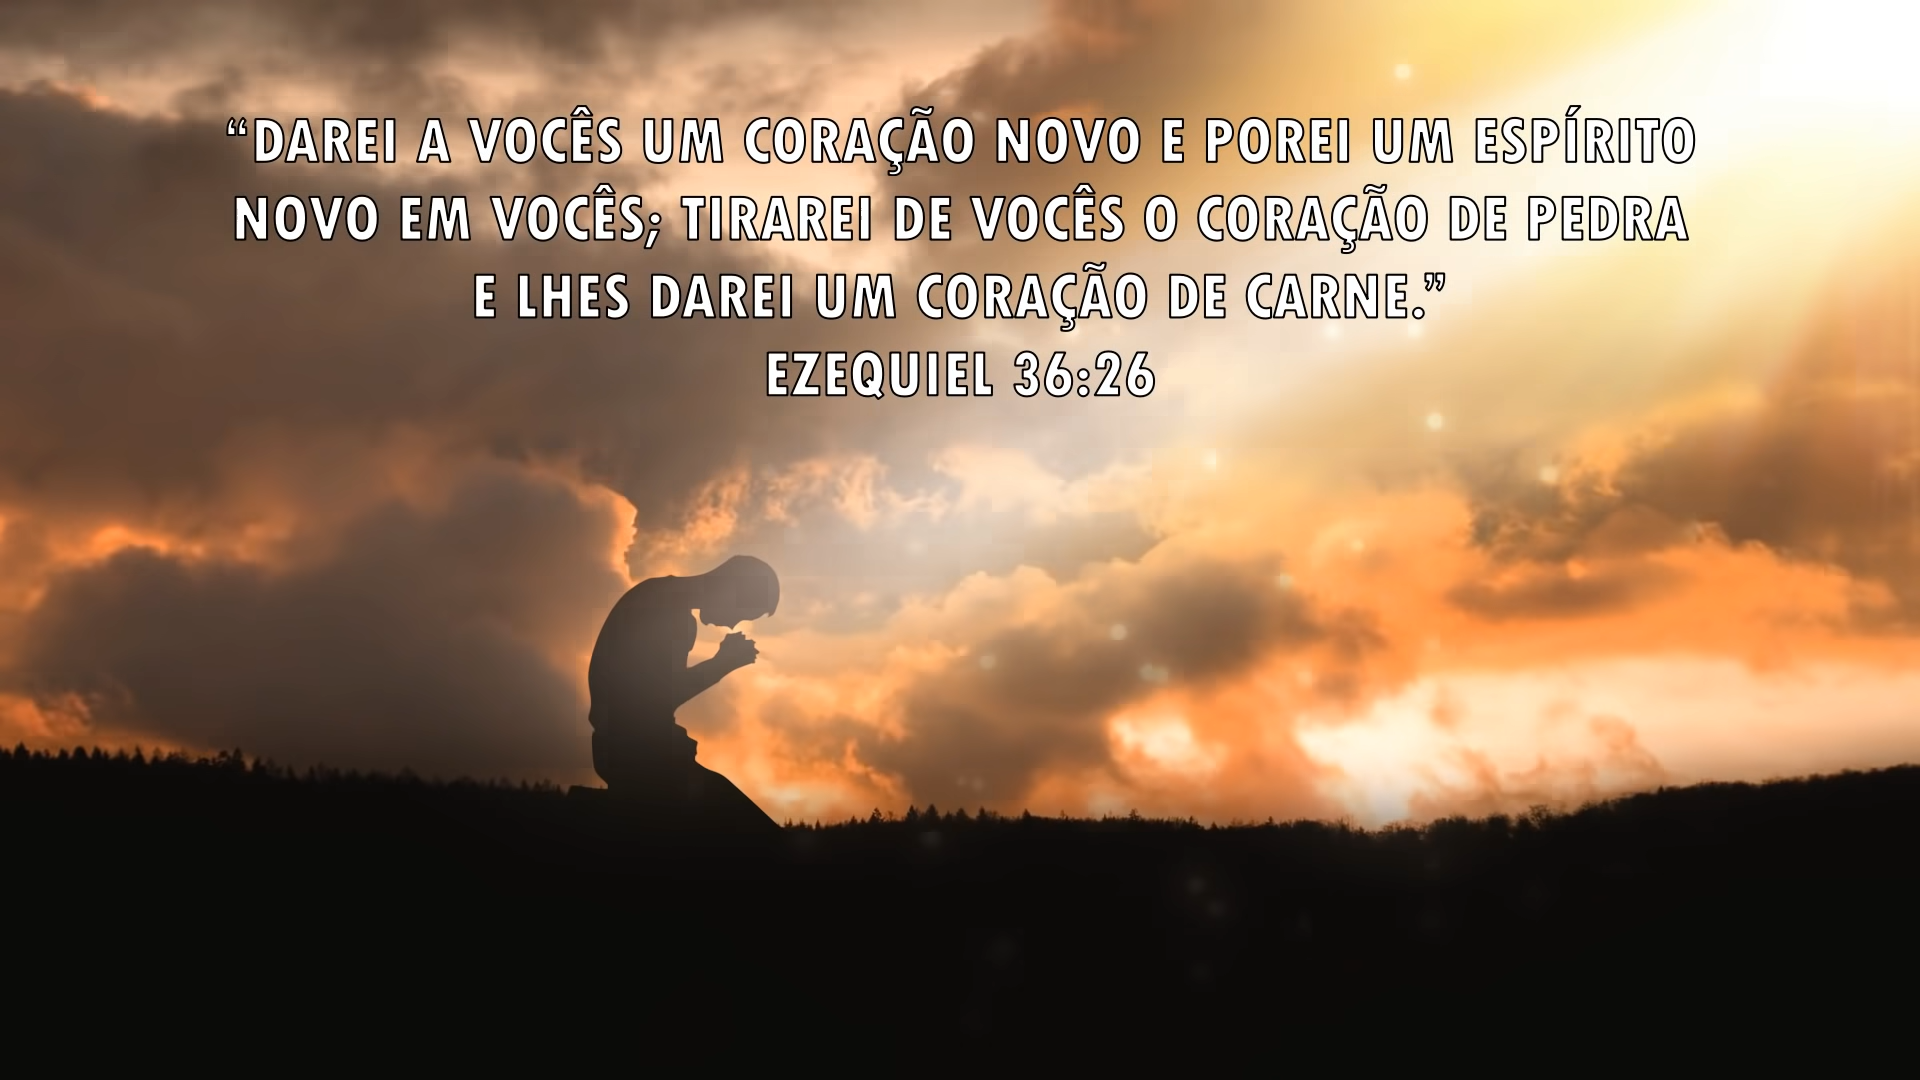 “DAREI A VOCÊS UM CORAÇÃO NOVO E POREI UM ESPÍRITO
NOVO EM VOCÊS; TIRAREI DE VOCÊS O CORAÇÃO DE PEDRA
E LHES DAREI UM CORAÇÃO DE CARNE.”
EZEQUIEL 36:26